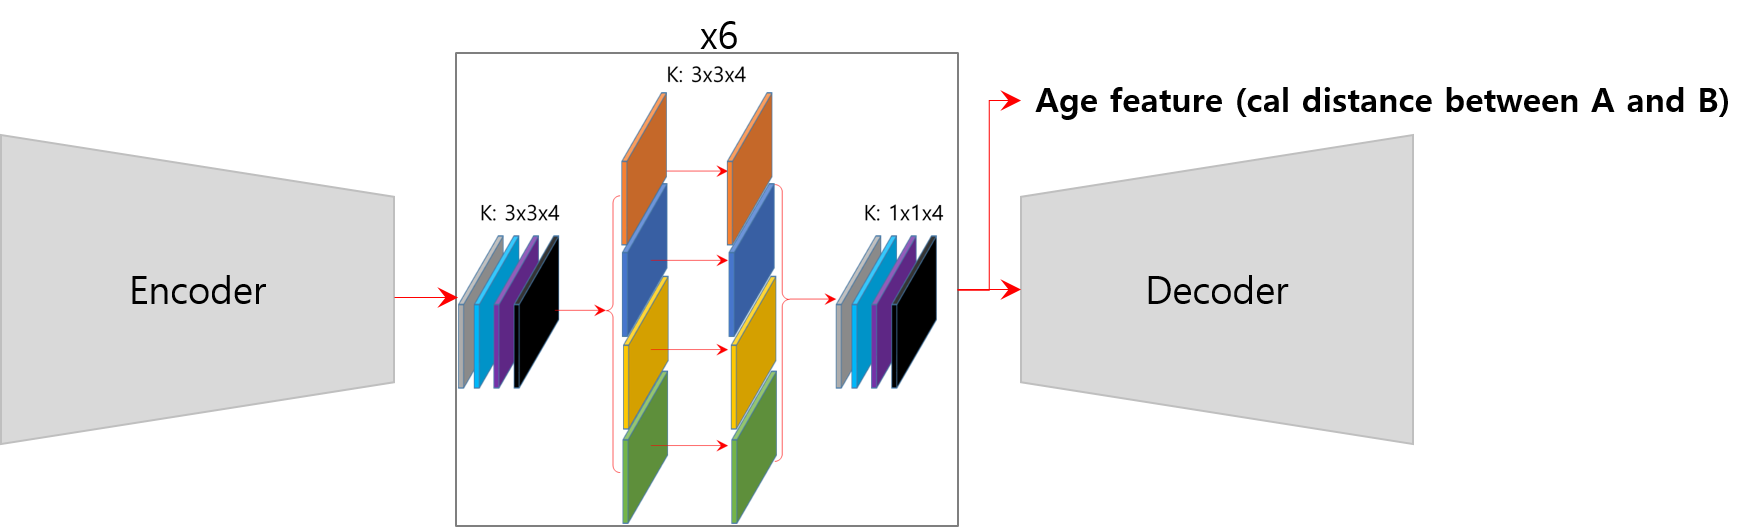 x6
K: 3x3x4
Age feature (cal distance between A and B)
K: 3x3x4
K: 1x1x4
Encoder
Decoder